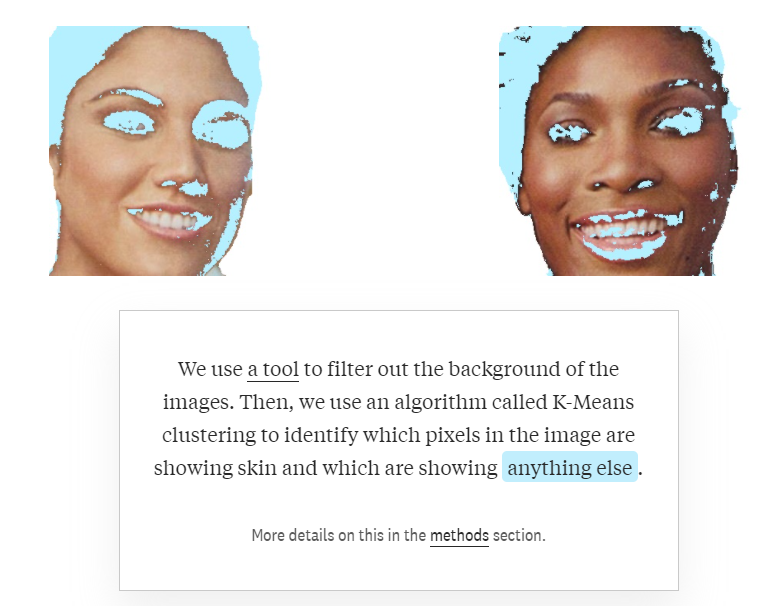 We use a tool to filter out the background of the
images. Then, we use an algorithm called K-Means
clustering to identify which pixels in the image are
showing skin and which are showing anything else.
More details on this in the methods section.